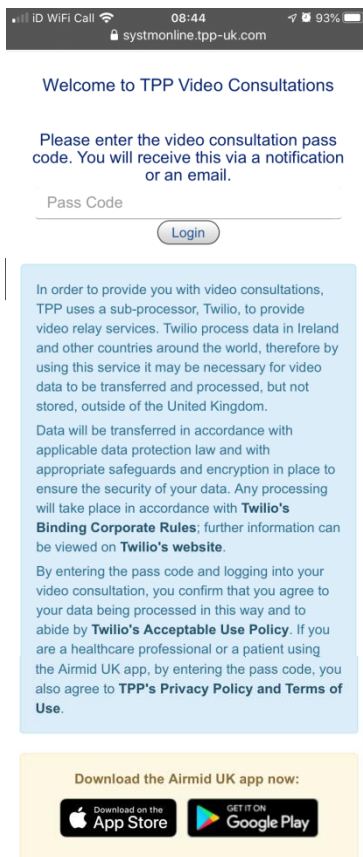 iD WiFi Call 08:44 93%
systmonline.tpp-uk.com
Welcome to TPP Video Consultations
Please enter the video consultation pass
code. You will receive this via a notification
or an email.
Pass Code
Login
In order to provide you with video consultations,
TPP uses a sub-processor, Twilio, to provide
video relay services. Twilio process data in Ireland
and other countries around the world, therefore by
using this service it may be necessary for video
data to be transferred and processed, but not
stored, outside of the United Kingdom.
Data will be transferred in accordance with
applicable data protection law and with
appropriate safeguards and encryption in place to
ensure the security of your data. Any processing
will take place in accordance with Twilio's
Binding Corporate Rules; further information can
be viewed on Twilio's website.
By entering the pass code and logging into your
video consultation, you confirm that you agree to
your data being processed in this way and to
abide by Twilio's Acceptable Use Policy. If you
are a healthcare professional or a patient using
the Airmid UK app, by entering the pass code, you
also agree to TPP's Privacy Policy and Terms of
Use.
Download the Airmid UK app now:
Download on the
App Store
GET IT ON
Google Play